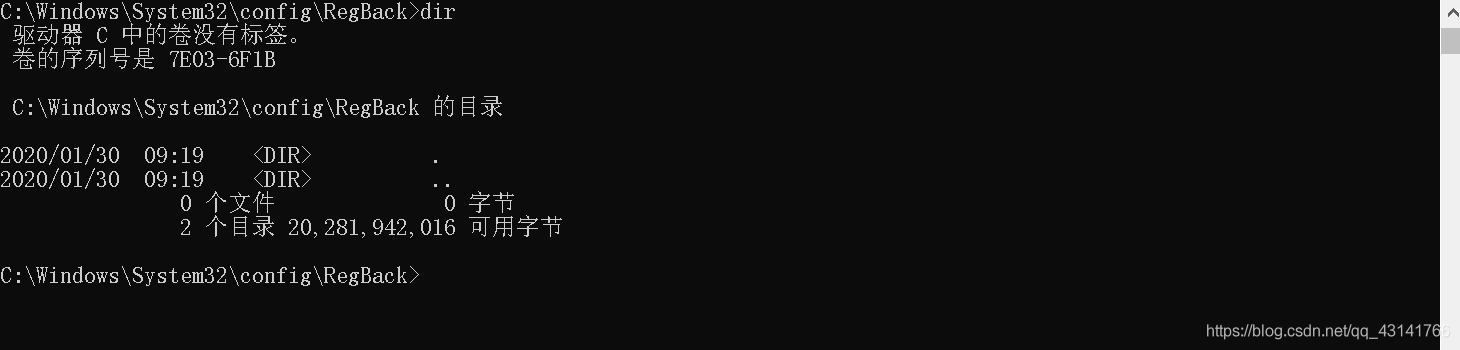 C:\Windows\System32\config\RegBack>dir
驱动器 C 中的卷没有标签。
卷的序列号是 7E03-6F1B
C:\Windows\System32\config\RegBack 的目录
2020/01/30  09:19    <DIR>          .
2020/01/30  09:19    <DIR>          ..
0 个文件              0 字节
2 个目录 20,281,942,016 可用字节
C:\Windows\System32\config\RegBack>
https://blog.csdn.net/qq_43141766